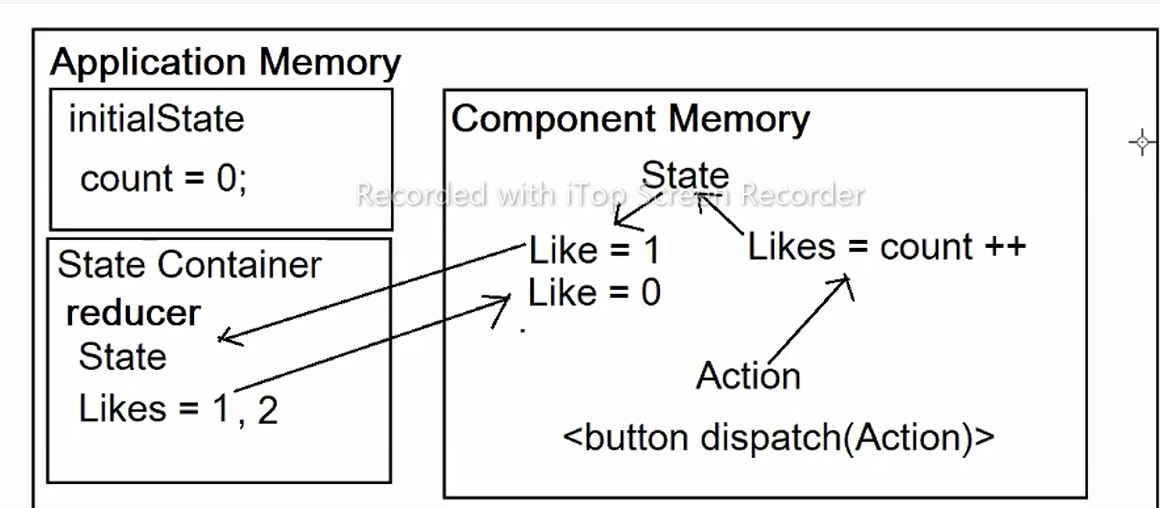 Application Memory
initialState
count = 0;
State Container
reducer
State
Likes = 1 , 2
Component Memory
State
Like = 1
Likes = count ++
Like = 0
Action
<button dispatch(Action)>
Recorded with iTop Screen Recorder